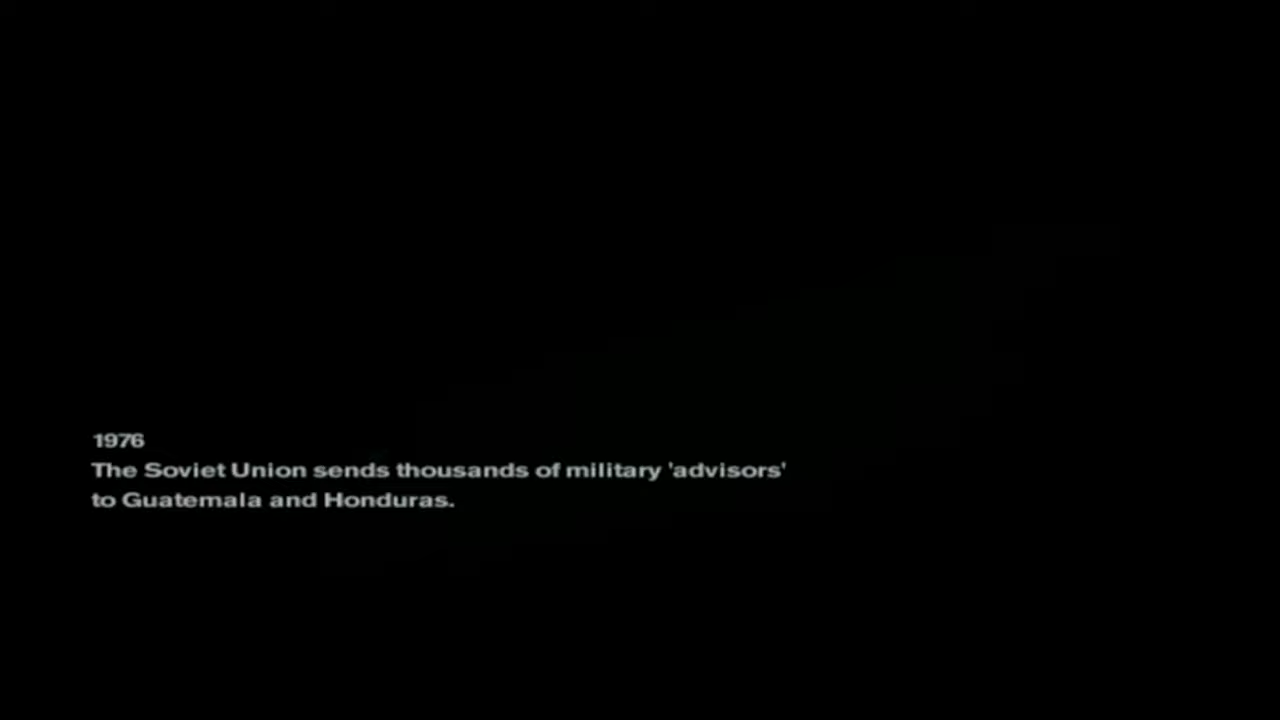 1976
The Soviet Union sends thousands of military 'advisors'
to Guatemala and Honduras.